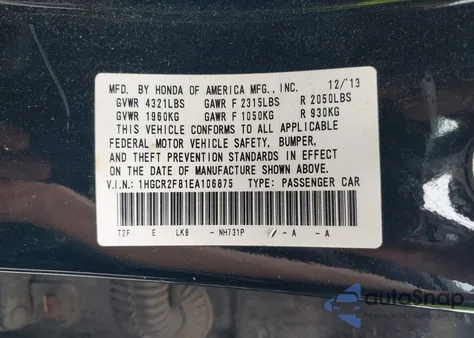 MFD. BY HONDA OF AMERICA MFG., INC. 12/'13
GVWR 4321LBS GAWR F 2315LBS R 2050LBS
GVWR 1960KG GAWR F 1050KG R 930KG
THIS VEHICLE CONFORMS TO ALL APPLICABLE
FEDERAL MOTOR VEHICLE SAFETY, BUMPER,
AND THEFT PREVENTION STANDARDS IN EFFECT
ON THE DATE OF MANUFACTURE SHOWN ABOVE.
V.I.N.: 1HGCR2F81EA106875 TYPE: PASSENGER CAR
T2F E LK8 - NH731P /-A -A
autoSnap